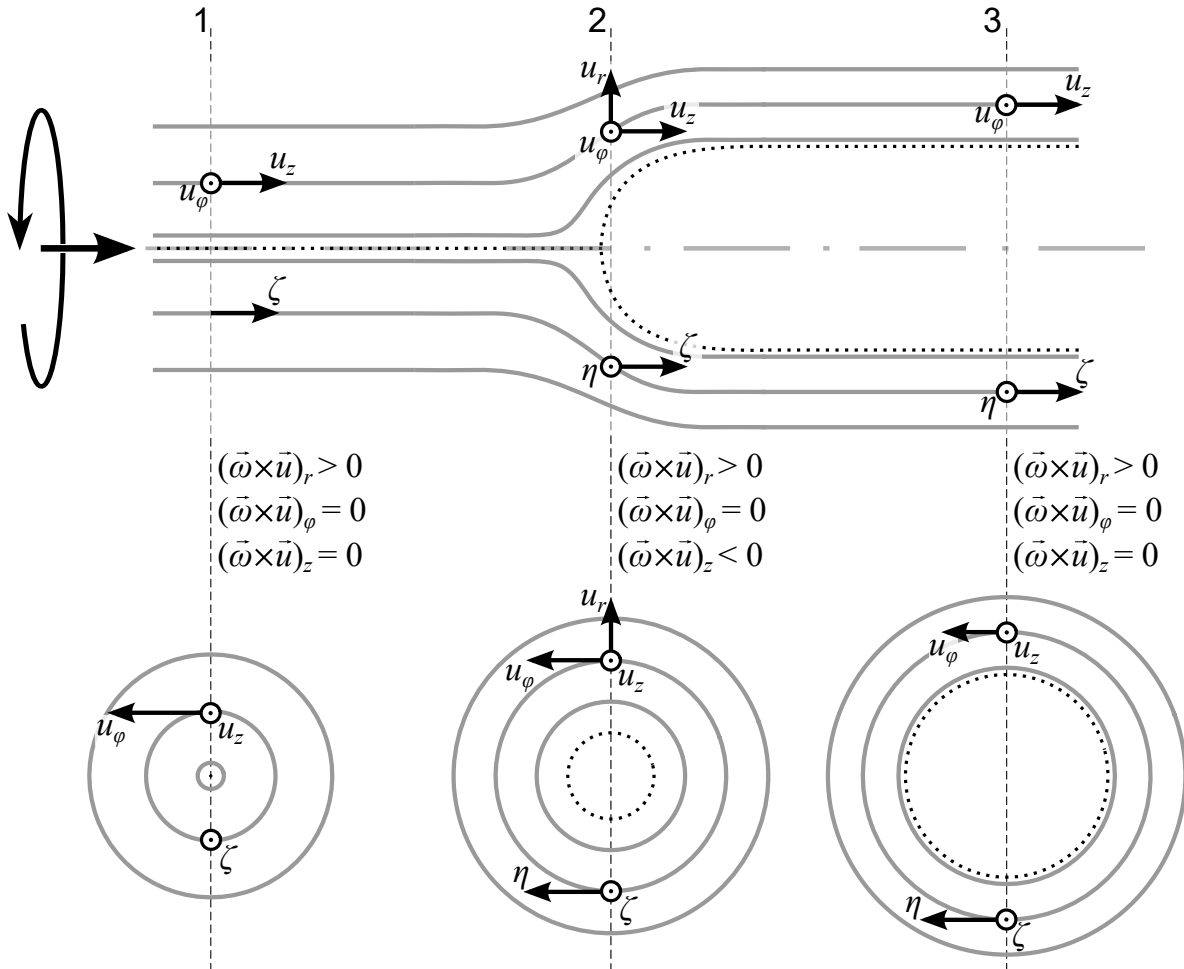 1 2 3
u_r
u_z
u_z
u_φ
u_φ
u_z
u_φ
ζ
ζ
η
ζ
η
(ω⃗×u⃗)_r > 0 (ω⃗×u⃗)_r > 0 (ω⃗×u⃗)_r > 0
(ω⃗×u⃗)_φ = 0 (ω⃗×u⃗)_φ = 0 (ω⃗×u⃗)_φ = 0
(ω⃗×u⃗)_z = 0 (ω⃗×u⃗)_z < 0 (ω⃗×u⃗)_z = 0
u_r
u_φ u_z
u_φ u_z
u_φ u_z
ζ
η ζ
η ζ